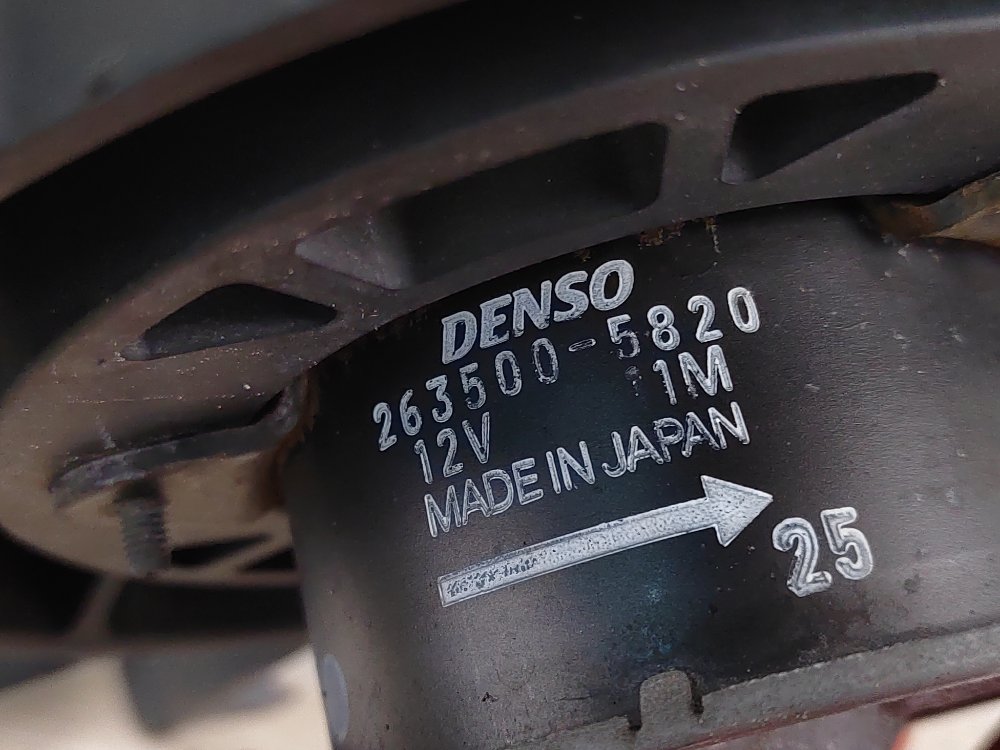 DENSO
263500-5820
12V 1M
MADE IN JAPAN
25